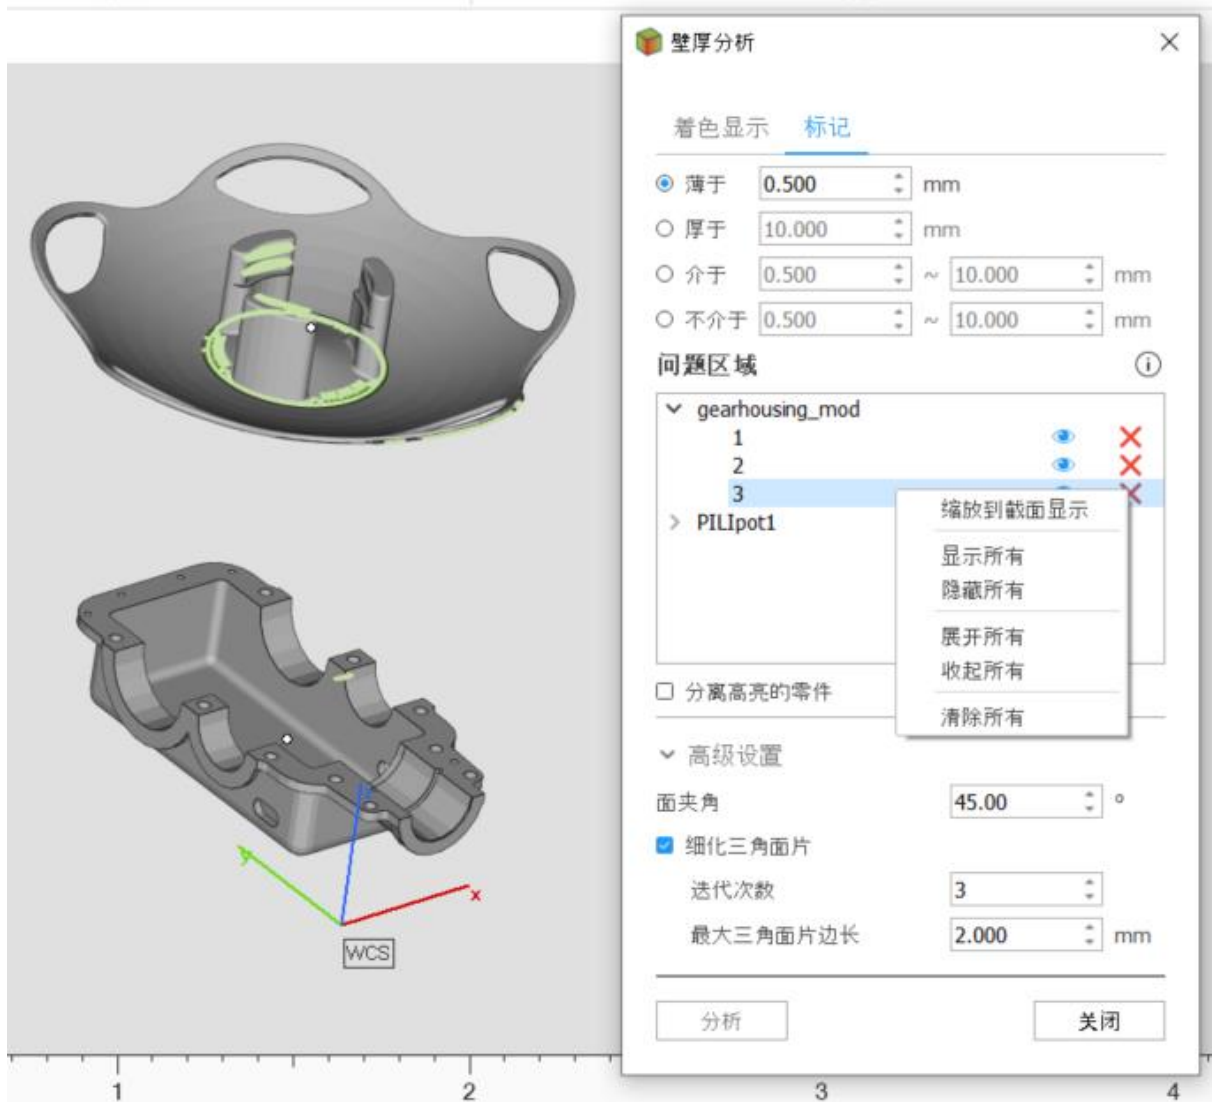 壁厚分析
着色显示 标记
薄于 0.500 mm
厚于 10.000 mm
介于 0.500 ~ 10.000 mm
不介于 0.500 ~ 10.000 mm
问题区域
gearhousing_mod
1
2
3
PILIpot1
缩放到截面显示
显示所有
隐藏所有
展开所有
收起所有
清除所有
分离高亮的零件
高级设置
面夹角 45.00 °
细化三角面片
迭代次数 3
最大三角面片边长 2.000 mm
分析 关闭
y x
WCS
1 2 3 4